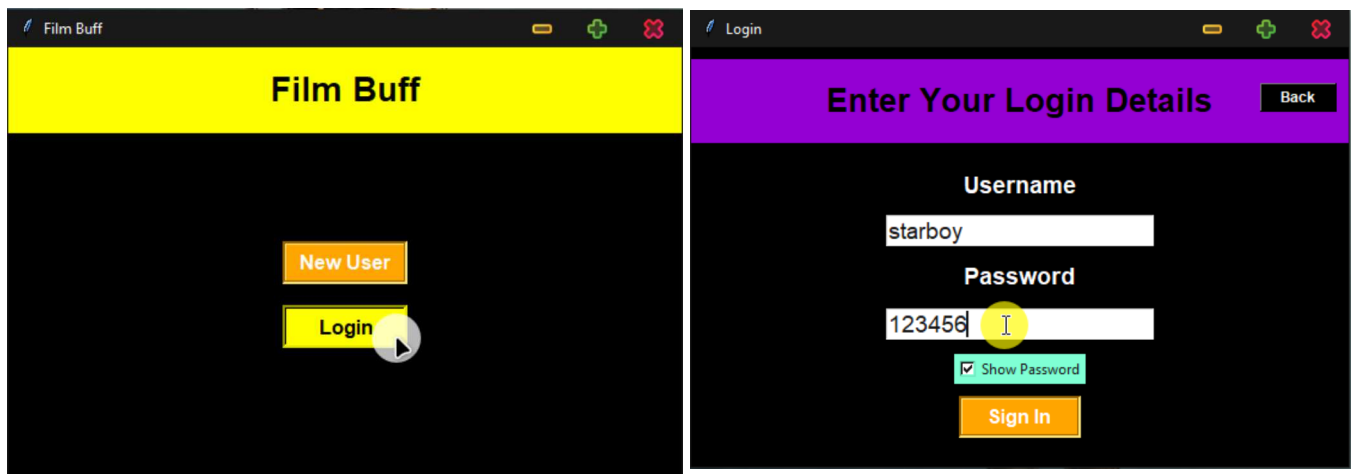 Film Buff
Film Buff
New User
Login
Login
Enter Your Login Details
Back
Username
starboy
Password
123456
Show Password
Sign In